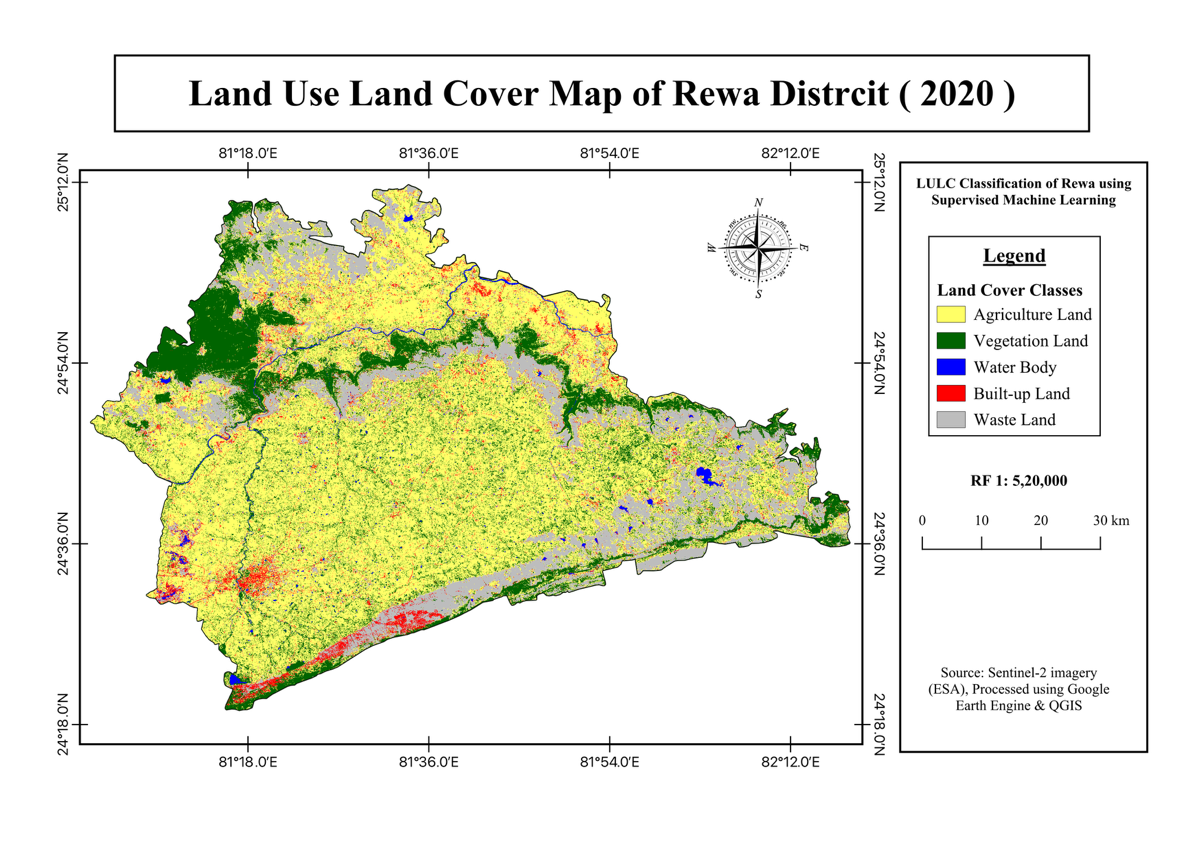 Land Use Land Cover Map of Rewa Distrcit ( 2020 )
81°18.0′E 81°36.0′E 81°54.0′E 82°12.0′E
25°12.0′N 24°54.0′N 24°36.0′N 24°18.0′N
N
W E
S
25°12.0′N 24°54.0′N 24°36.0′N 24°18.0′N
81°18.0′E 81°36.0′E 81°54.0′E 82°12.0′E
LULC Classification of Rewa using
Supervised Machine Learning
Legend
Land Cover Classes
Agriculture Land
Vegetation Land
Water Body
Built-up Land
Waste Land
RF 1: 5,20,000
0 10 20 30 km
Source: Sentinel-2 imagery
(ESA), Processed using Google
Earth Engine & QGIS